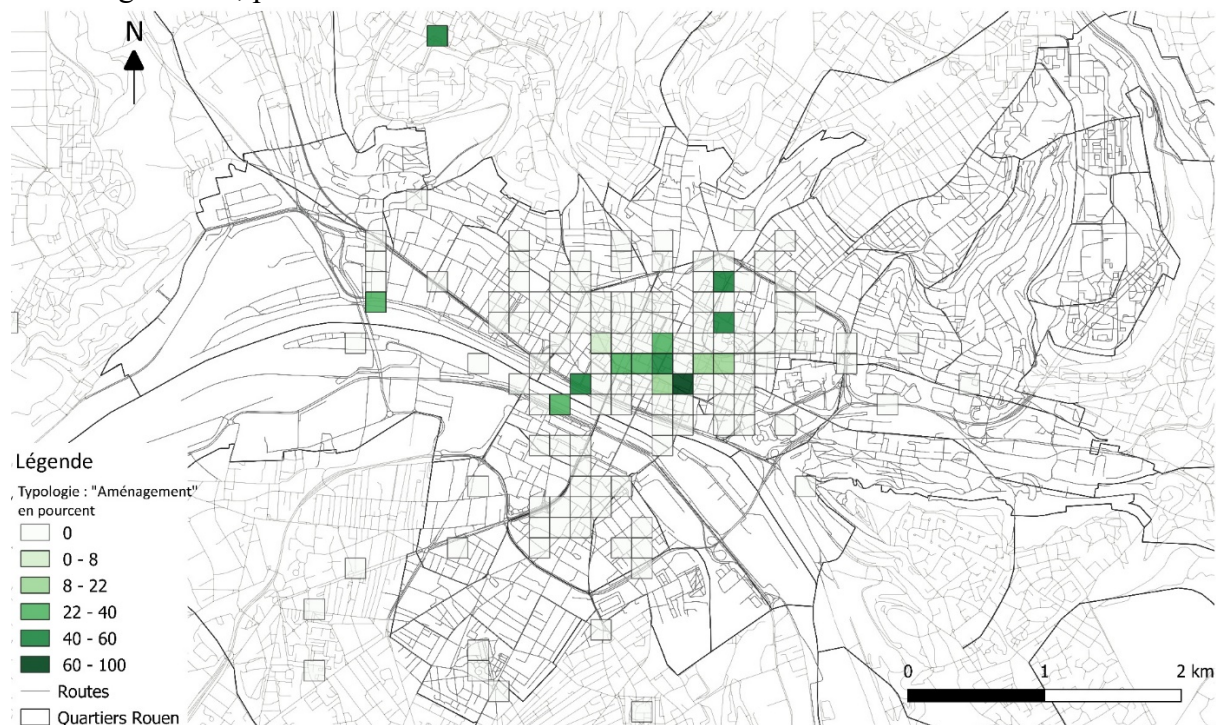 N
Légende
Typologie : "Aménagement"
en pourcent
0
0 - 8
8 - 22
22 - 40
40 - 60
60 - 100
Routes
Quartiers Rouen
0 1 2 km